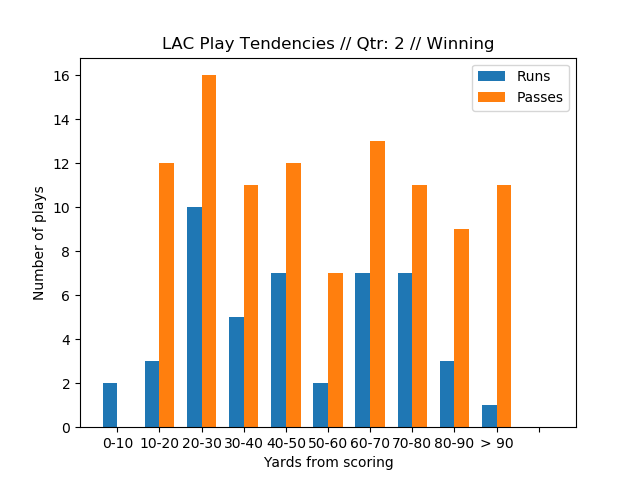 LAC Play Tendencies // Qtr: 2 // Winning
Runs
Passes
16
14
12
10
8
6
4
2
0
Number of plays
0-10 10-20 20-30 30-40 40-50 50-60 60-70 70-80 80-90 > 90
Yards from scoring